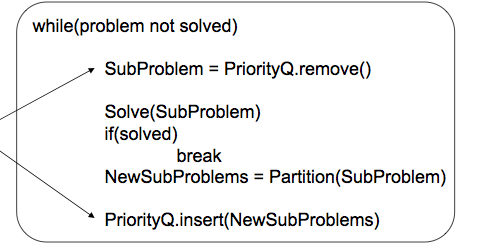 while(problem not solved)
SubProblem = PriorityQ.remove()
Solve(SubProblem)
if(solved)
break
NewSubProblems = Partition(SubProblem)
PriorityQ.insert(NewSubProblems)